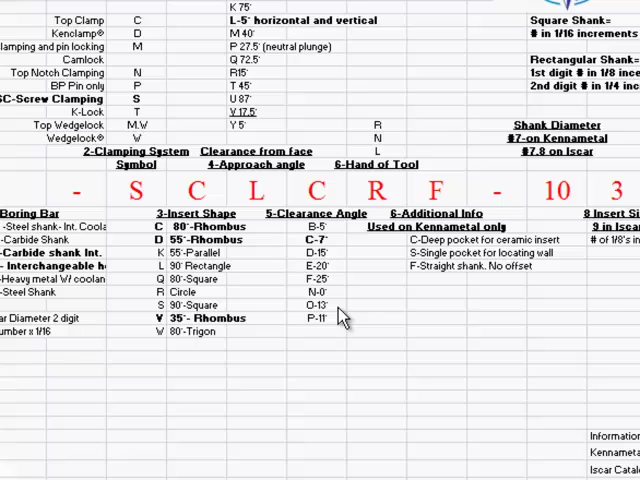 K 75'
Top Clamp C L-5' horizontal and vertical Square Shank=
Kenclamp® D M 40' # in 1/16 increments
lamping and pin locking M P 27.5' (neutral plunge)
Camlock Q 72.5' Rectangular Shank=
Top Notch Clamping N R15' 1st digit # in 1/8 ince
BP Pin only P T 45' 2nd digit # in 1/4 inc
SC-Screw Clamping S U 87'
K-Lock T V 17.5'
Top Wedgelock M.W Y 5' R Shank Diameter
Wedgelock® W N #7-on Kennametal
2-Clamping System Clearance from face L #7.8 on Iscar
Symbol 4-Approach angle 6-Hand of Tool
- S C L C R F - 10 3
Boring Bar 3-Insert Shape 5-Clearance Angle 6-Additional Info 8 Insert Si
-Steel shank- Int. Coola C 80'-Rhombus B-5' Used on Kennametal only 9 in Iscar
-Carbide Shank D 55'-Rhombus C-7' C-Deep pocket for ceramic insert # of 1/8's i
-Carbide shank Int. K 55'-Parallel D-15' S-Single pocket for locating wall
- Interchangeable he L 90' Rectangle E-20' F-Straight shank. No offset
-Heavy metal W/ coolan Q 80'-Square F-25'
-Steel Shank R Circle N-0'
S 90'-Square O-13'
ar Diameter 2 digit V 35'- Rhombus P-11'
umber x 1/16 W 80'-Trigon
Information
Kennameta
Iscar Catalo